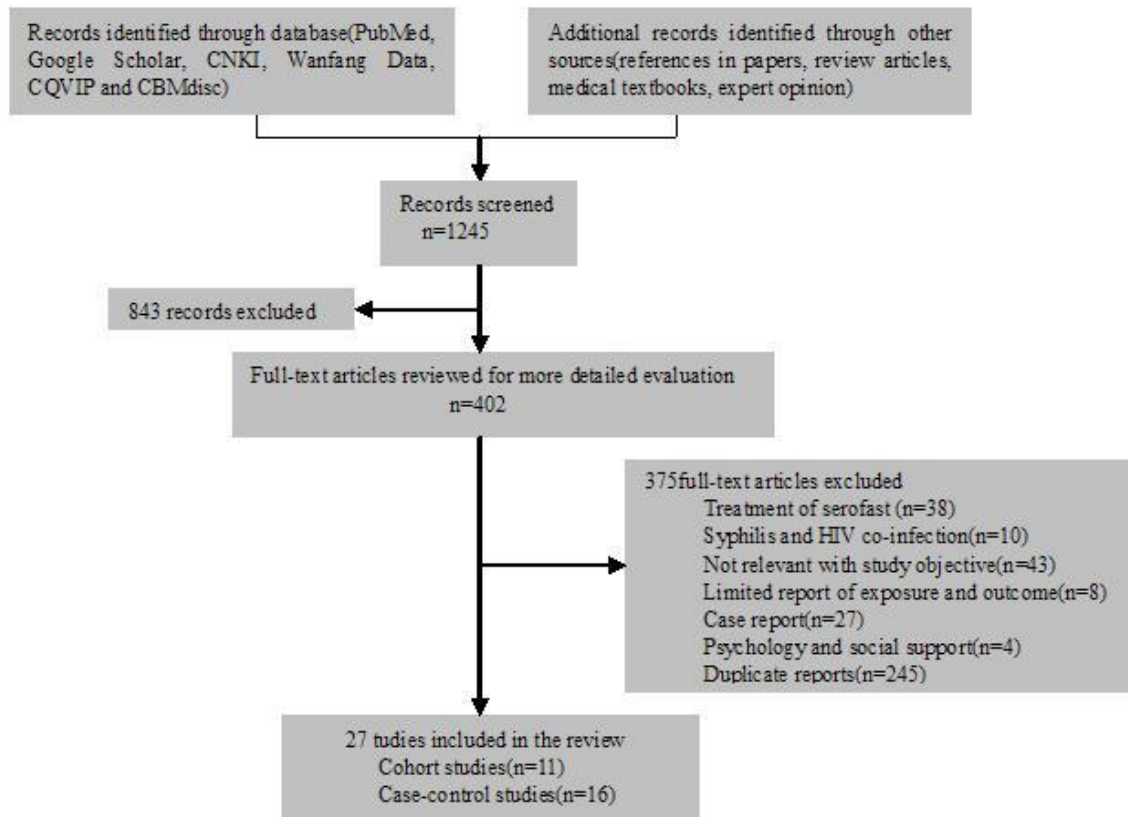 Records identified through database(PubMed,
Google Scholar, CNKI, Wanfang Data,
CQVIP and CBMdisc)
Additional records identified through other
sources(references in papers, review articles,
medical textbooks, expert opinion)
Records screened
n=1245
843 records excluded
Full-text articles reviewed for more detailed evaluation
n=402
375full-text articles excluded
Treatment of serofast (n=38)
Syphilis and HIV co-infection(n=10)
Not relevant with study objective(n=43)
Limited report of exposure and outcome(n=8)
Case report(n=27)
Psychology and social support(n=4)
Duplicate reports(n=245)
27 tudies included in the review
Cohort studies(n=11)
Case-control studies(n=16)